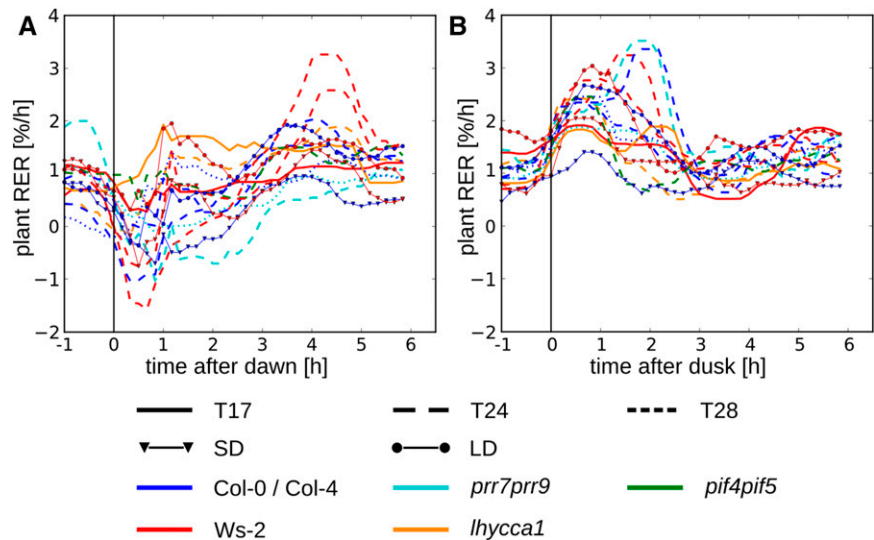 A
B
plant RER [%/h]
4
3
2
1
0
−1
−2
-1 0 1 2 3 4 5 6
time after dawn [h]
plant RER [%/h]
4
3
2
1
0
−1
−2
-1 0 1 2 3 4 5 6
time after dusk [h]
T17 T24 T28
SD LD
Col-0 / Col-4 prr7prr9 pif4pif5
Ws-2 lhycca1